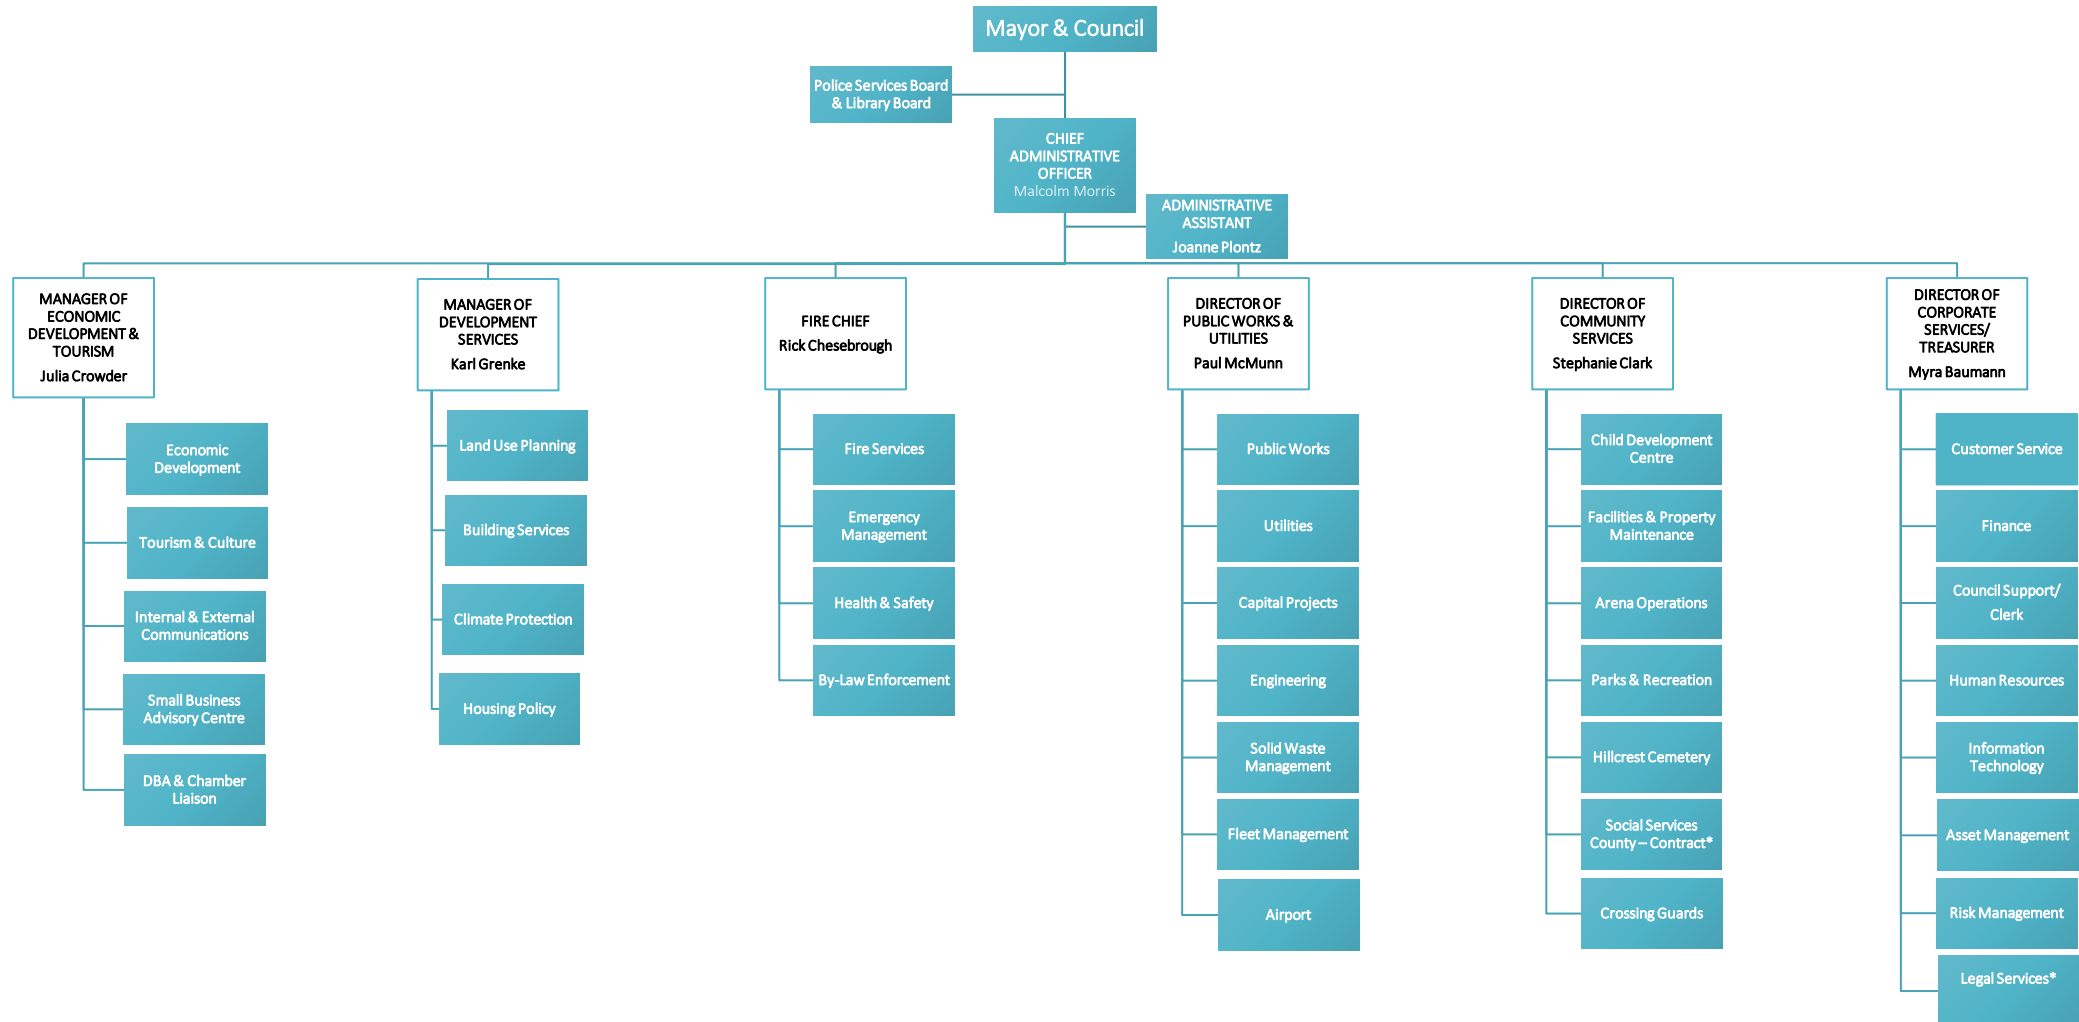 Mayor & Council
Police Services Board
& Library Board
CHIEF
ADMINISTRATIVE
OFFICER
Malcolm Morris
ADMINISTRATIVE
ASSISTANT
Joanne Plontz
MANAGER OF
ECONOMIC
DEVELOPMENT &
TOURISM
Julia Crowder
Economic
Development
Tourism & Culture
Internal & External
Communications
Small Business
Advisory Centre
DBA & Chamber
Liaison
MANAGER OF
DEVELOPMENT
SERVICES
Karl Grenke
Land Use Planning
Building Services
Climate Protection
Housing Policy
FIRE CHIEF
Rick Chesebrough
Fire Services
Emergency
Management
Health & Safety
By-Law Enforcement
DIRECTOR OF
PUBLIC WORKS &
UTILITIES
Paul McMunn
Public Works
Utilities
Capital Projects
Engineering
Solid Waste
Management
Fleet Management
Airport
DIRECTOR OF
COMMUNITY
SERVICES
Stephanie Clark
Child Development
Centre
Facilities & Property
Maintenance
Arena Operations
Parks & Recreation
Hillcrest Cemetery
Social Services
County – Contract*
Crossing Guards
DIRECTOR OF
CORPORATE
SERVICES/
TREASURER
Myra Baumann
Customer Service
Finance
Council Support/
Clerk
Human Resources
Information
Technology
Asset Management
Risk Management
Legal Services*